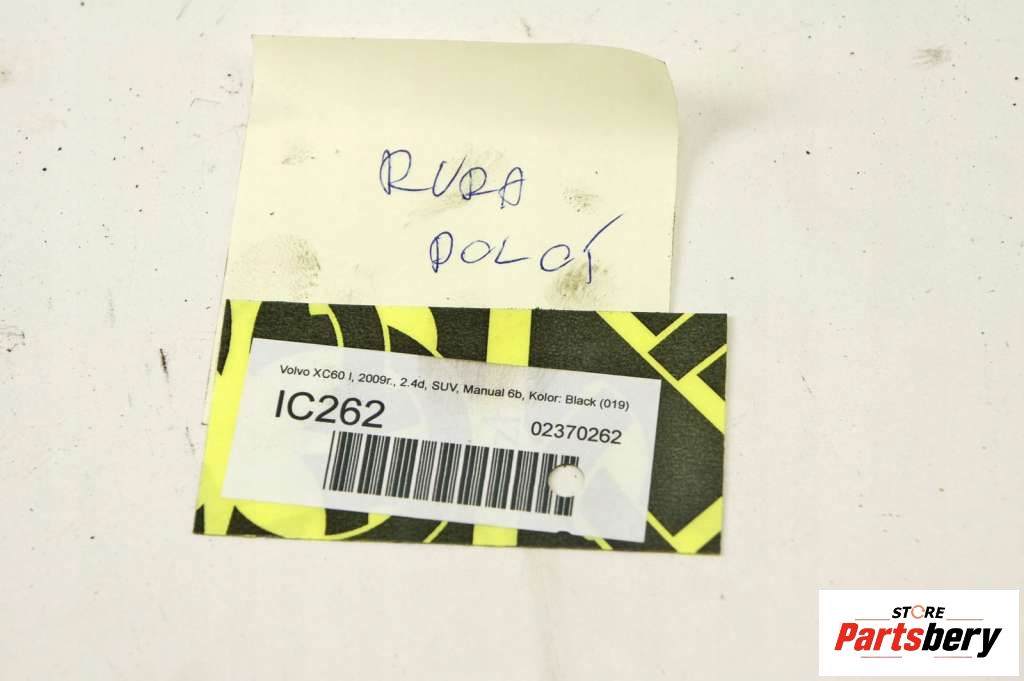 RURA
DOLOT
Volvo XC60 I, 2009r., 2.4d, SUV, Manual 6b, Kolor: Black (019)
IC262
02370262
STORE
Partsbery